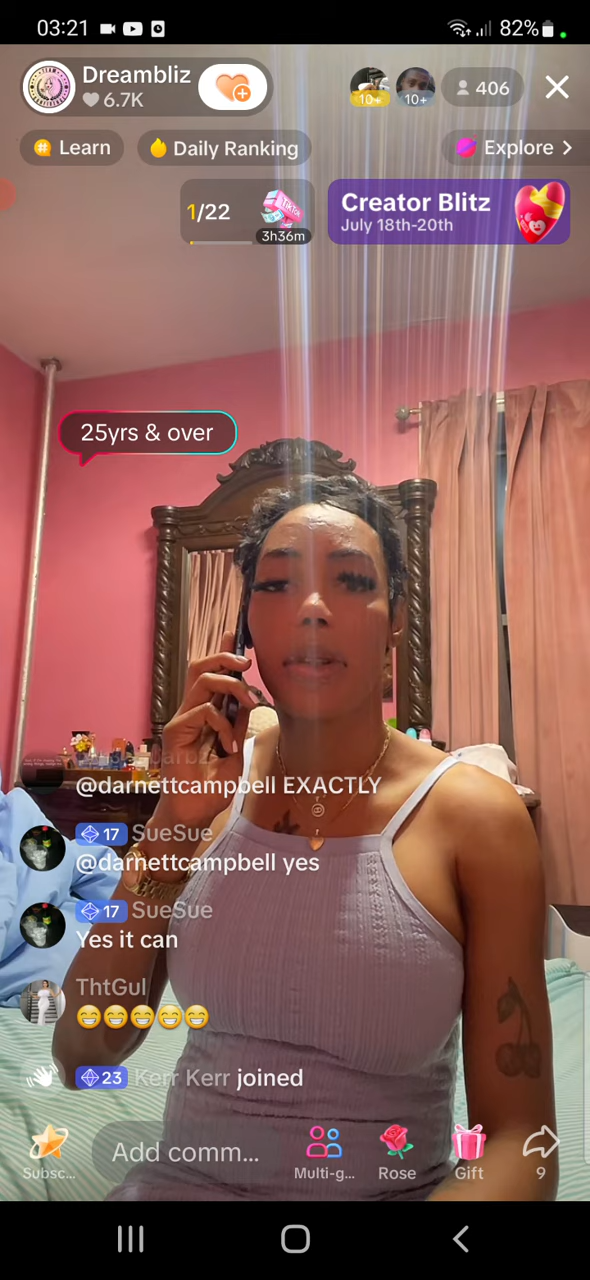 03:21
82%
Dreambliz
6.7K
10+
10+
406
Learn
Daily Ranking
Explore
1/22
TikTok
3h36m
Creator Blitz
July 18th-20th
25yrs & over
@darnettcampbell EXACTLY
17 SueSue
@darnettcampbell yes
17 SueSue
Yes it can
ThtGul
23 Kerr Kerr joined
Subsc...
Add comm...
Multi-g...
Rose
Gift
9